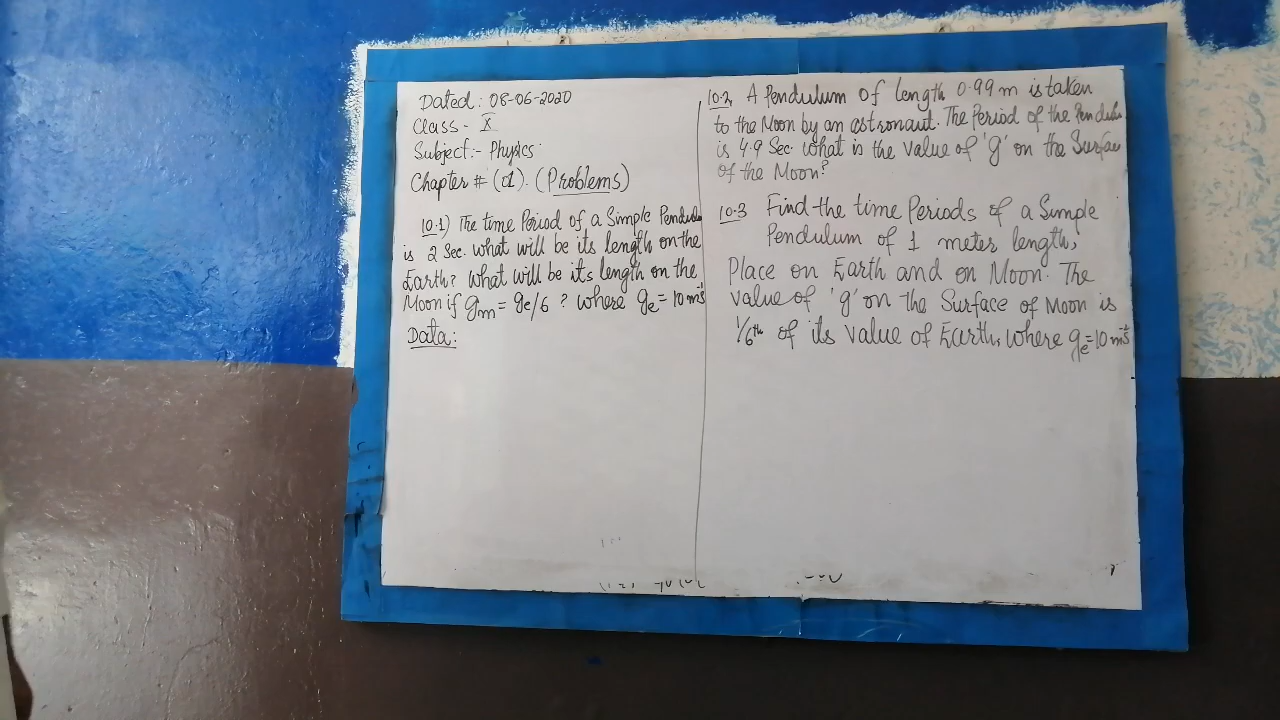 Dated: 08-06-2020
Class - X
Subject:- Physics
Chapter # (01). (Problems)
10.1) The time Period of a Simple Pendulu
is 2 Sec. what will be its length on the
Earth? What will be its length on the
Moon if gm = ge/6 ? where ge = 10 ms
Data:
10.2, A Pendulum of length 0.99 m is taken
to the Moon by an astronaut. The Period of the Pendulu
is 4.9 Sec. what is the value of 'g' on the Surfac
of the Moon?
10.3 Find the time Periods of a Simple
Pendulum of 1 meter length,
Place on Earth and on Moon. The
value of 'g' on the Surface of Moon is
1/6th of its value of Earth, where ge = 10 ms